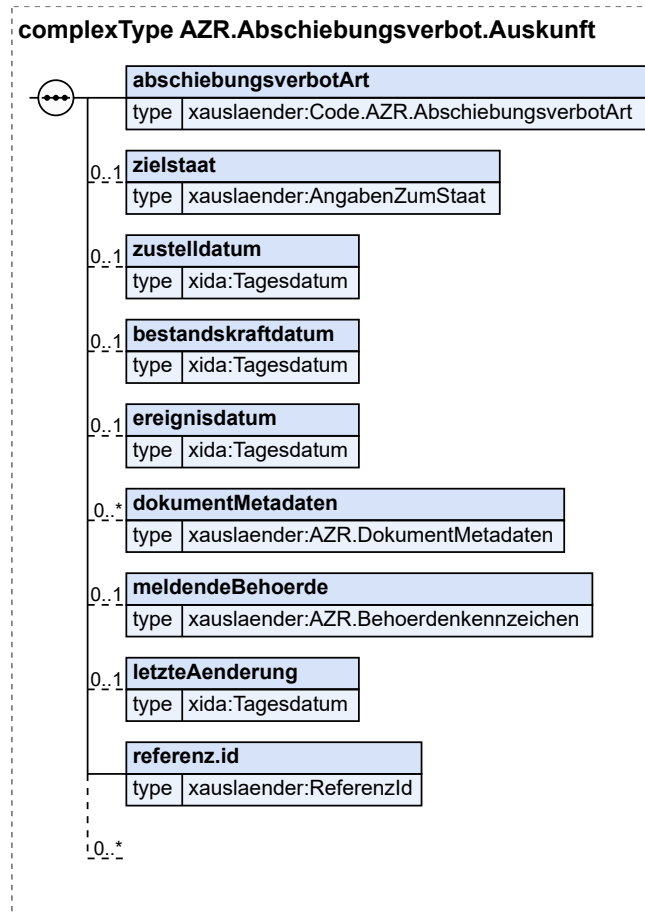 complexType AZR.Abschiebungsverbot.Auskunft
abschiebungsverbotArt
type xauslaender:Code.AZR.AbschiebungsverbotArt
0..1 zielstaat
type xauslaender:AngabenZumStaat
0..1 zustelldatum
type xida:Tagesdatum
0..1 bestandskraftdatum
type xida:Tagesdatum
0..1 ereignisdatum
type xida:Tagesdatum
0..* dokumentMetadaten
type xauslaender:AZR.DokumentMetadaten
0..1 meldendeBehoerde
type xauslaender:AZR.Behoerdenkennzeichen
0..1 letzteAenderung
type xida:Tagesdatum
referenz.id
type xauslaender:ReferenzId
0..*